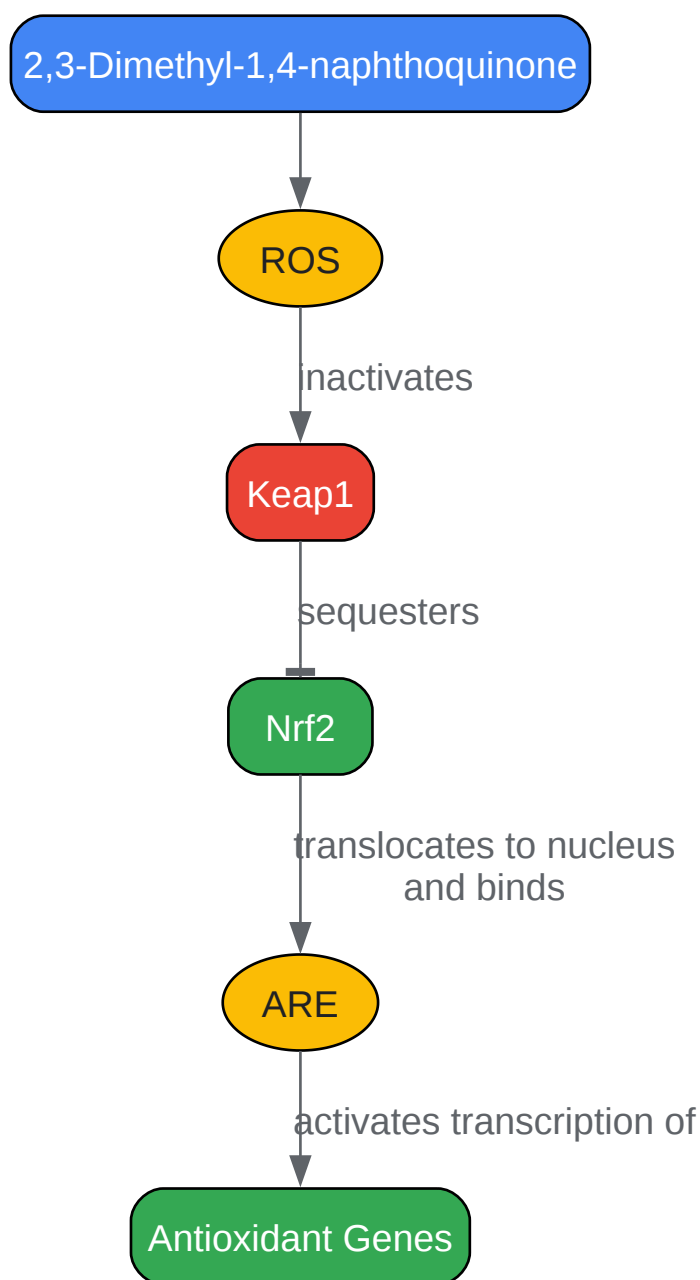 2,3-Dimethyl-1,4-naphthoquinone
ROS
inactivates
Keap1
sequesters
Nrf2
translocates to nucleus
and binds
ARE
activates transcription of
Antioxidant Genes